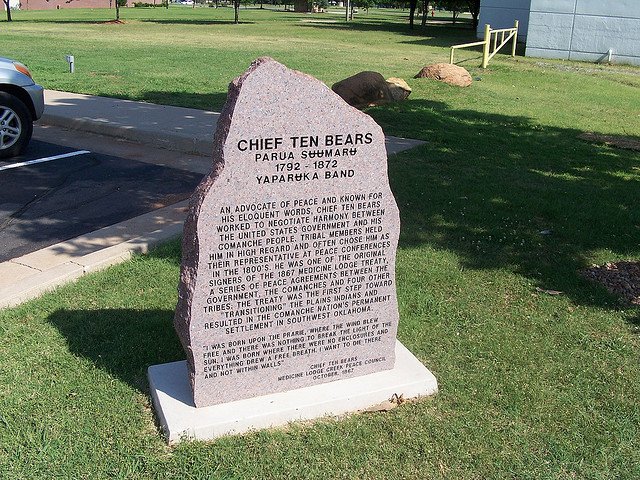 CHIEF TEN BEARS
PARUA SɄɄMARɄ
1792 - 1872
YAPARɄKA BAND
AN ADVOCATE OF PEACE AND KNOWN FOR
HIS ELOQUENT WORDS, CHIEF TEN BEARS
WORKED TO NEGOTIATE HARMONY BETWEEN
THE UNITED STATES GOVERNMENT AND HIS
COMANCHE PEOPLE. TRIBAL MEMBERS HELD
HIM IN HIGH REGARD AND OFTEN CHOSE HIM AS
THEIR REPRESENTATIVE AT PEACE CONFERENCES
IN THE 1800'S. HE WAS ONE OF THE ORIGINAL
SIGNERS OF THE 1867 MEDICINE LODGE TREATY,
A SERIES OF PEACE AGREEMENTS BETWEEN THE
GOVERNMENT, THE COMANCHES AND FOUR OTHER
TRIBES. THE TREATY WAS THE FIRST STEP TOWARD
"TRANSITIONING" THE PLAINS INDIANS AND
RESULTED IN THE COMANCHE NATION'S PERMANENT
SETTLEMENT IN SOUTHWEST OKLAHOMA.
"I WAS BORN UPON THE PRAIRIE, WHERE THE WIND BLEW
FREE AND THERE WAS NOTHING TO BREAK THE LIGHT OF THE
SUN. I WAS BORN WHERE THERE WERE NO ENCLOSURES AND
EVERYTHING DREW A FREE BREATH. I WANT TO DIE THERE
AND NOT WITHIN WALLS"
CHIEF TEN BEARS
MEDICINE LODGE CREEK PEACE COUNCIL
OCTOBER, 1867